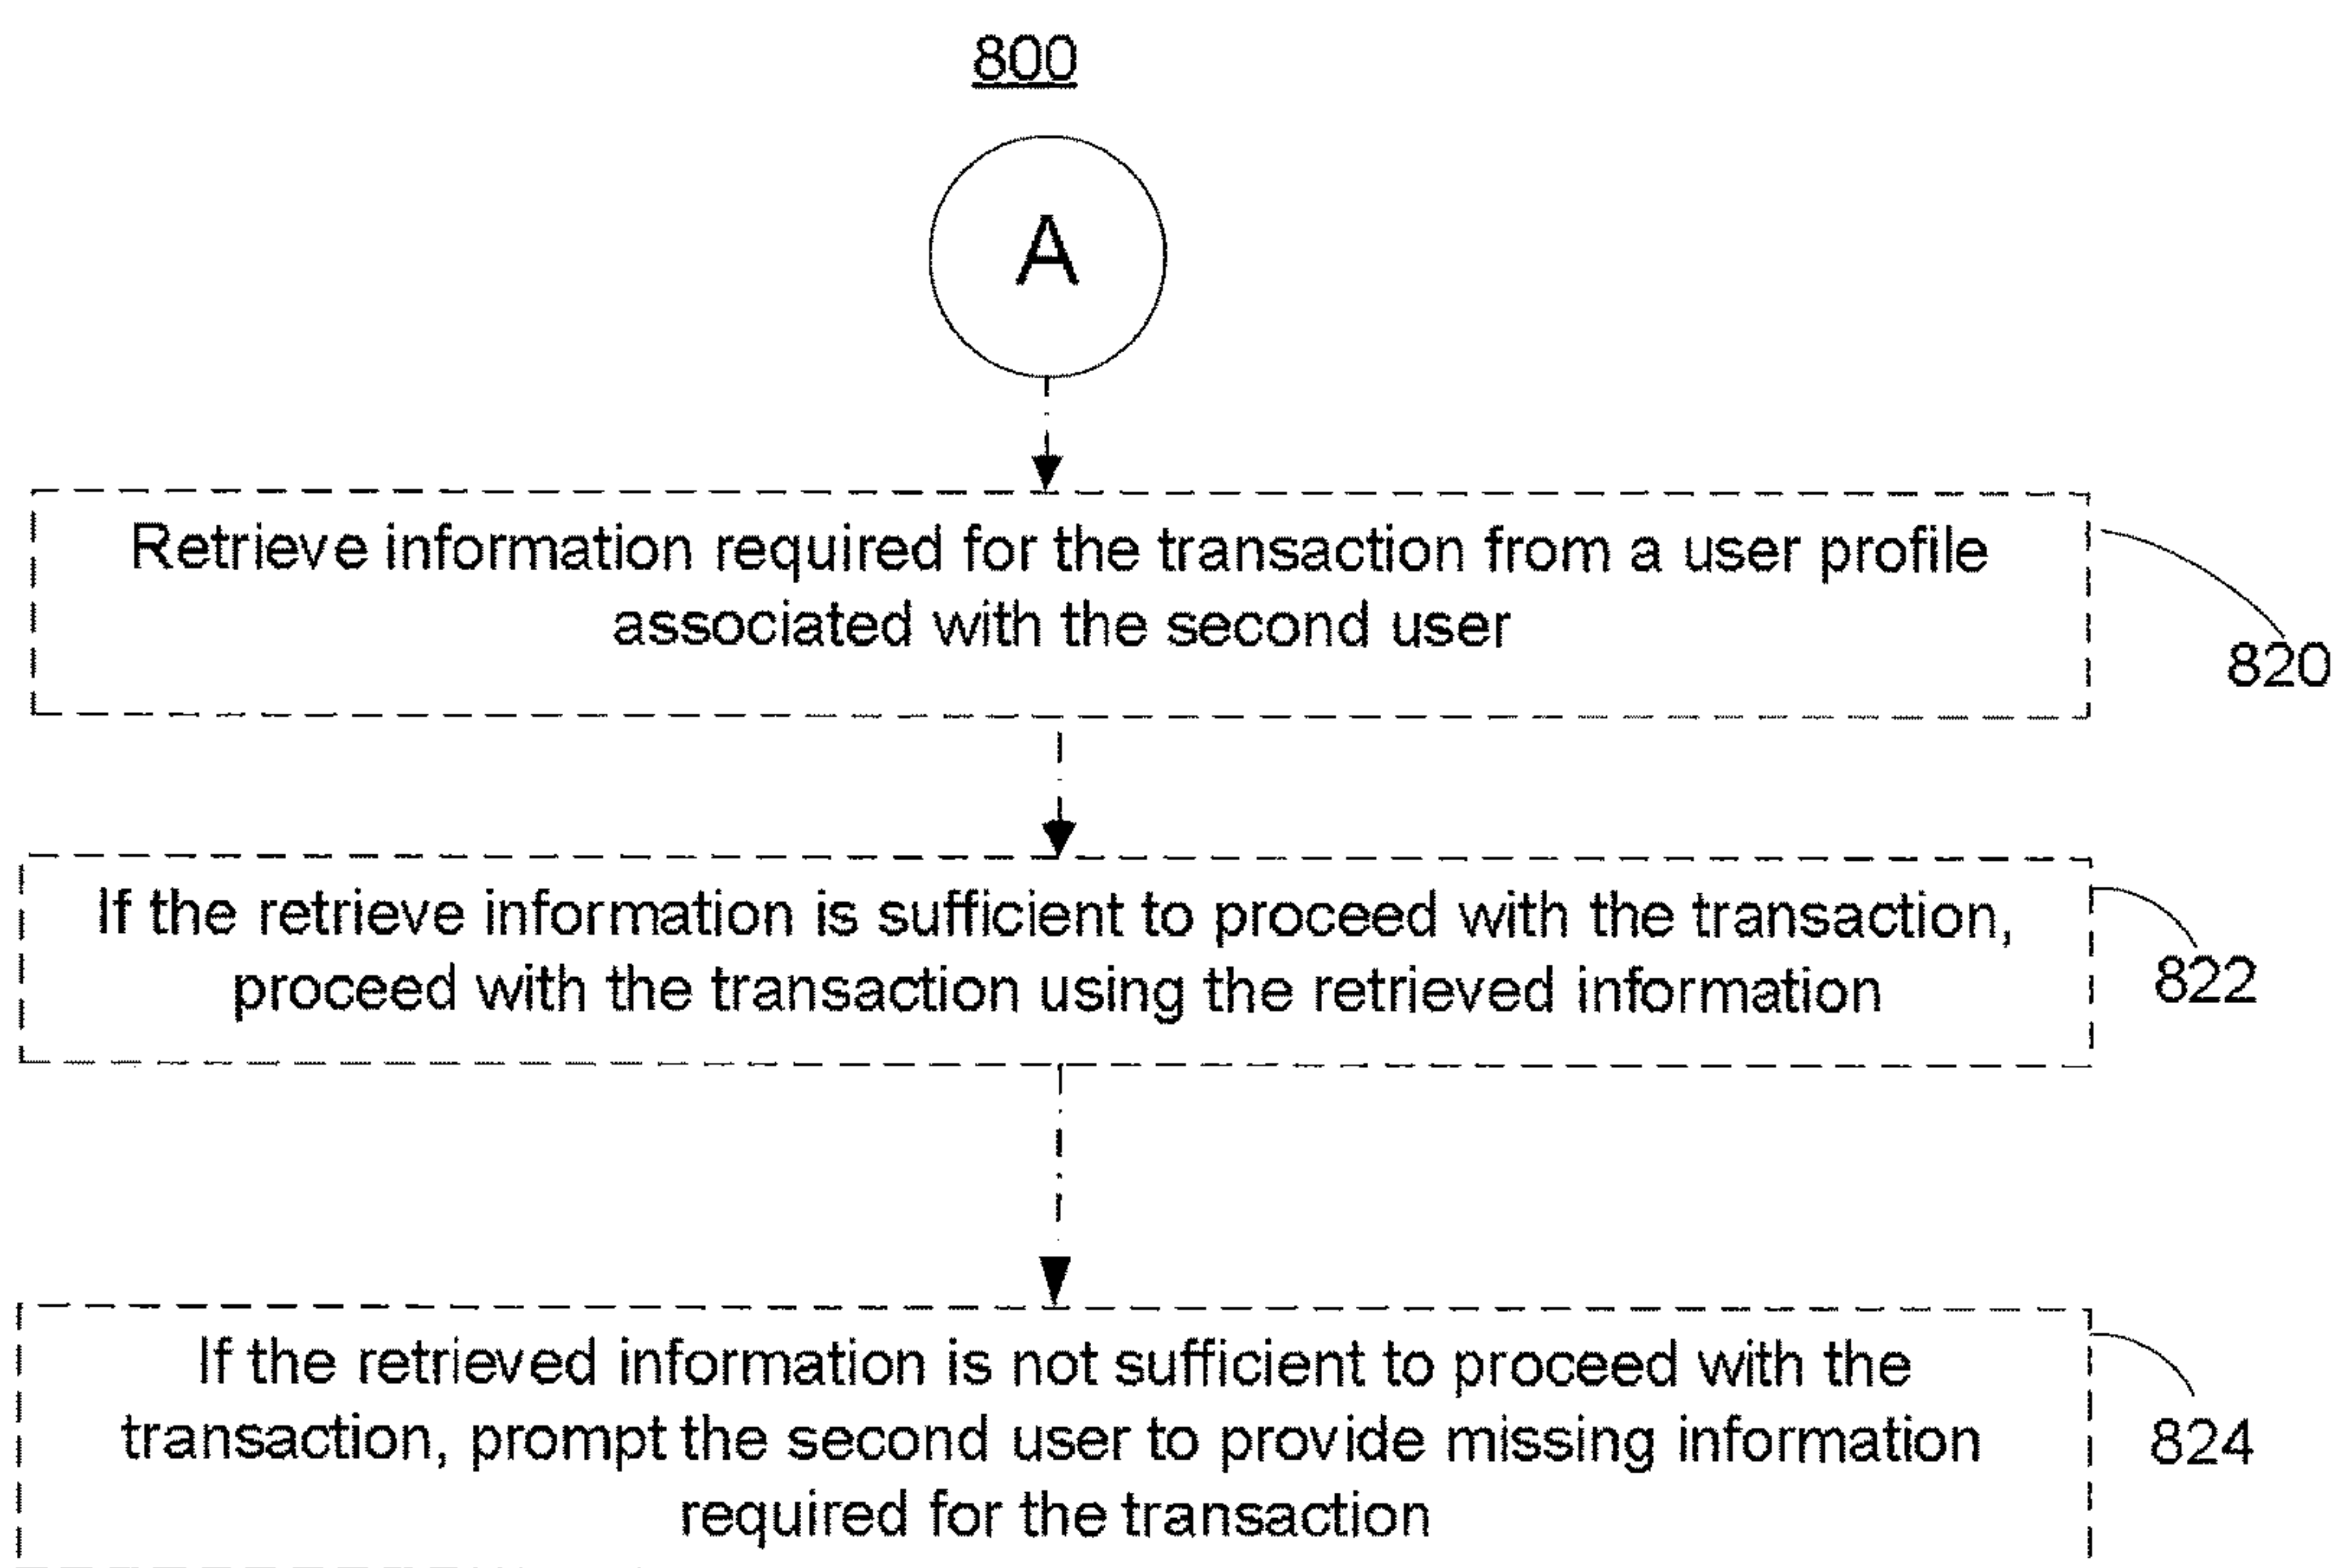 800
A
Retrieve information required for the transaction from a user profile
associated with the second user
820
If the retrieve information is sufficient to proceed with the transaction,
proceed with the transaction using the retrieved information
822
If the retrieved information is not sufficient to proceed with the
transaction, prompt the second user to provide missing information
required for the transaction
824